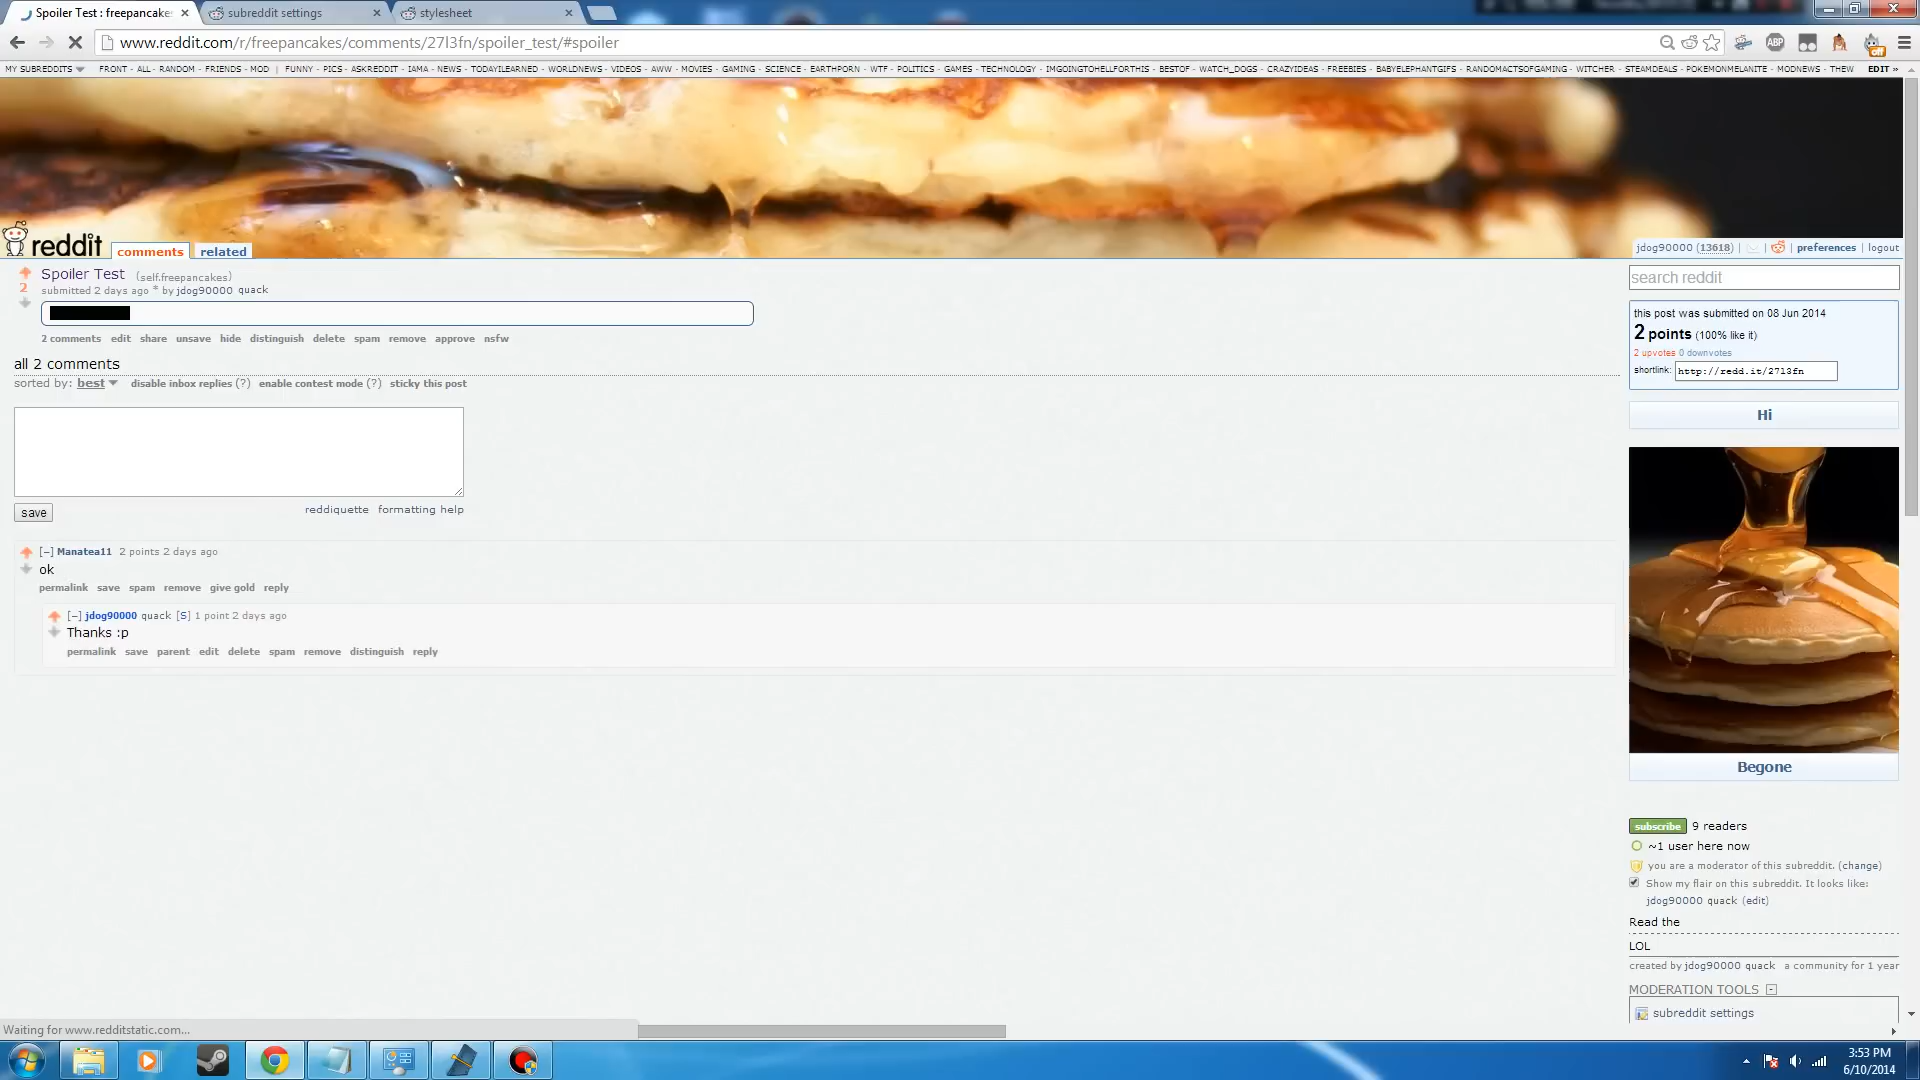 Spoiler Test : freepancake
subreddit settings
stylesheet
www.reddit.com/r/freepancakes/comments/27l3fn/spoiler_test/#spoiler
MY SUBREDDITS FRONT - ALL - RANDOM - FRIENDS - MOD | FUNNY - PICS - ASKREDDIT - IAMA - NEWS - TODAYILEARNED - WORLDNEWS - VIDEOS - AWW - MOVIES - GAMING - SCIENCE - EARTHPORN - WTF - POLITICS - GAMES - TECHNOLOGY - IMGOINGTOHELLFORTHIS - BESTOF - WATCH_DOGS - CRAZYIDEAS - FREEBIES - BABYELEPHANTGIFS - RANDOMACTSOFGAMING - WITCHER - STEAMDEALS - POKEMONMELANITE - MODNEWS - THEW EDIT »
reddit comments related
jdog90000 (13618) | | | preferences | logout
Spoiler Test (self.freepancakes)
2
submitted 2 days ago * by jdog90000 quack
2 comments edit share unsave hide distinguish delete spam remove approve nsfw
all 2 comments
sorted by: best disable inbox replies (?) enable contest mode (?) sticky this post
save reddiquette formatting help
[–] Manatea11 2 points 2 days ago
ok
permalink save spam remove give gold reply
[–] jdog90000 quack [S] 1 point 2 days ago
Thanks :p
permalink save parent edit delete spam remove distinguish reply
search reddit
this post was submitted on 08 Jun 2014
2 points (100% like it)
2 upvotes 0 downvotes
shortlink: http://redd.it/27l3fn
Hi
Begone
subscribe 9 readers
~1 user here now
you are a moderator of this subreddit. (change)
Show my flair on this subreddit. It looks like:
jdog90000 quack (edit)
Read the
LOL
created by jdog90000 quack a community for 1 year
MODERATION TOOLS
subreddit settings
Waiting for www.redditstatic.com...
3:53 PM
6/10/2014